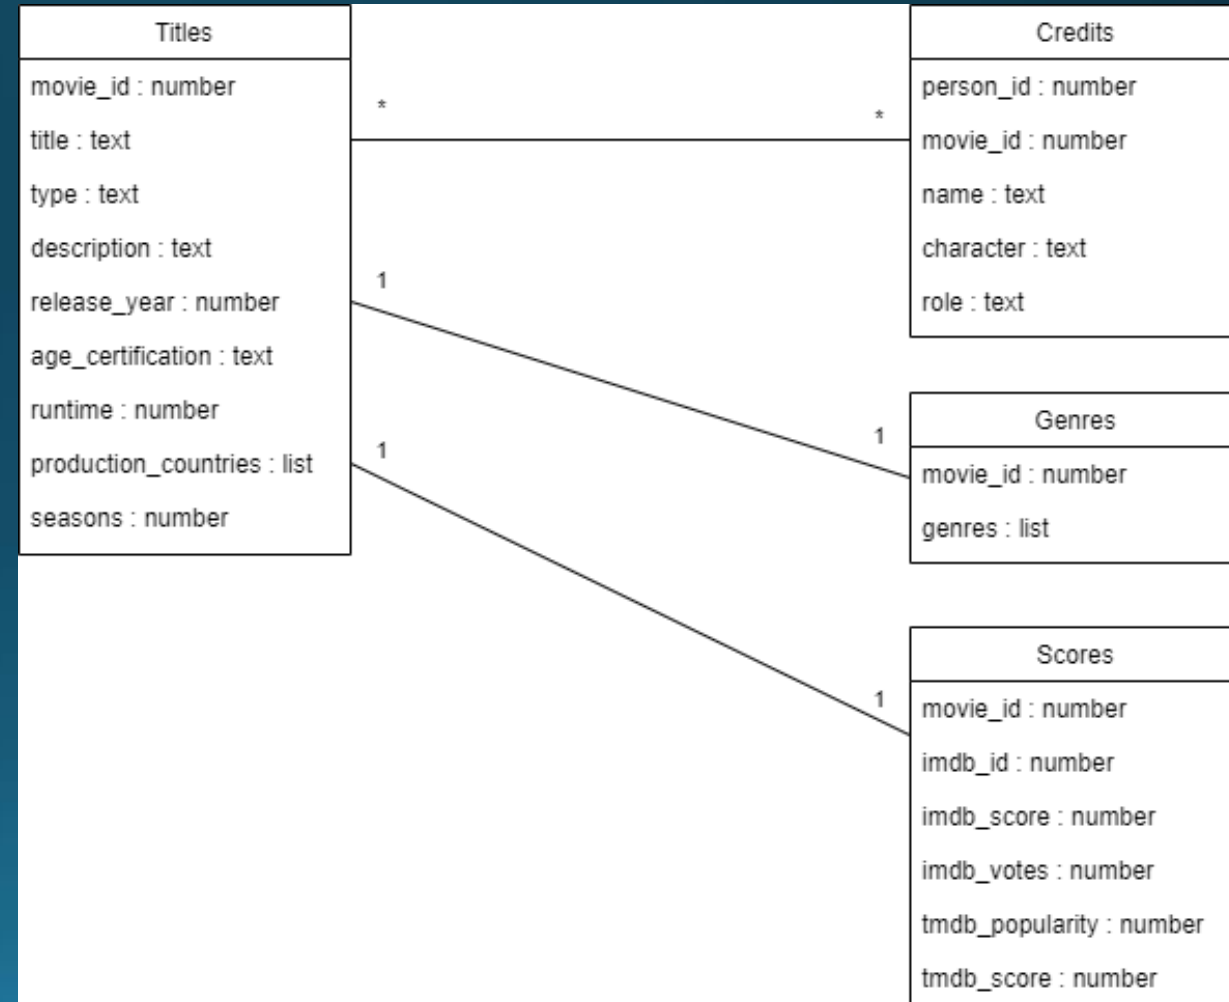 Titles
movie_id : number
title : text
type : text
description : text
release_year : number
age_certification : text
runtime : number
production_countries : list
seasons : number
*
*
1
1
1
1
Credits
person_id : number
movie_id : number
name : text
character : text
role : text
Genres
movie_id : number
genres : list
Scores
movie_id : number
imdb_id : number
imdb_score : number
imdb_votes : number
tmdb_popularity : number
tmdb_score : number